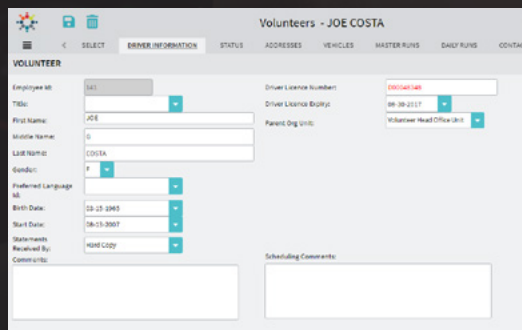 Volunteers - JOE COSTA
SELECT DRIVER INFORMATION STATUS ADDRESSES VEHICLES MASTER RUNS DAILY RUNS CONTA
VOLUNTEER
Employee Id: 141 Driver Licence Number:
Title: Driver Licence Expiry: 08-30-2017
First Name: JOE Parent Org Unit: Volunteer Head Office Unit
Middle Name: G
Last Name: COSTA
Gender: F
Preferred Language
Id:
Birth Date: 03-15-1965
Start Date:
Statements
Received By: Hard Copy
Comments: Scheduling Comments: